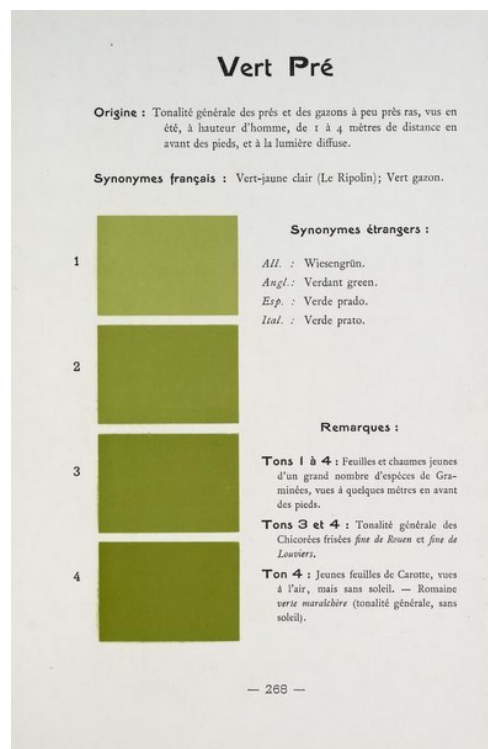 Vert Pré
Origine : Tonalité générale des prés et des gazons à peu près ras, vus en
été, à hauteur d'homme, de 1 à 4 mètres de distance en
avant des pieds, et à la lumière diffuse.
Synonymes français : Vert-jaune clair (Le Ripolin); Vert gazon.
Synonymes étrangers :
1
All. : Wiesengrün.
Angl.: Verdant green.
Esp. : Verde prado.
Ital. : Verde prato.
2
Remarques :
3
Tons 1 à 4 : Feuilles et chaumes jeunes
d'un grand nombre d'espèces de Gra-
minées, vues à quelques mètres en avant
des pieds.
Tons 3 et 4 : Tonalité générale des
Chicorées frisées fine de Rouen et fine de
Louviers.
4
Ton 4 : Jeunes feuilles de Carotte, vues
à l'air, mais sans soleil. — Romaine
verte maraîchère (tonalité générale, sans
soleil).
— 268 —